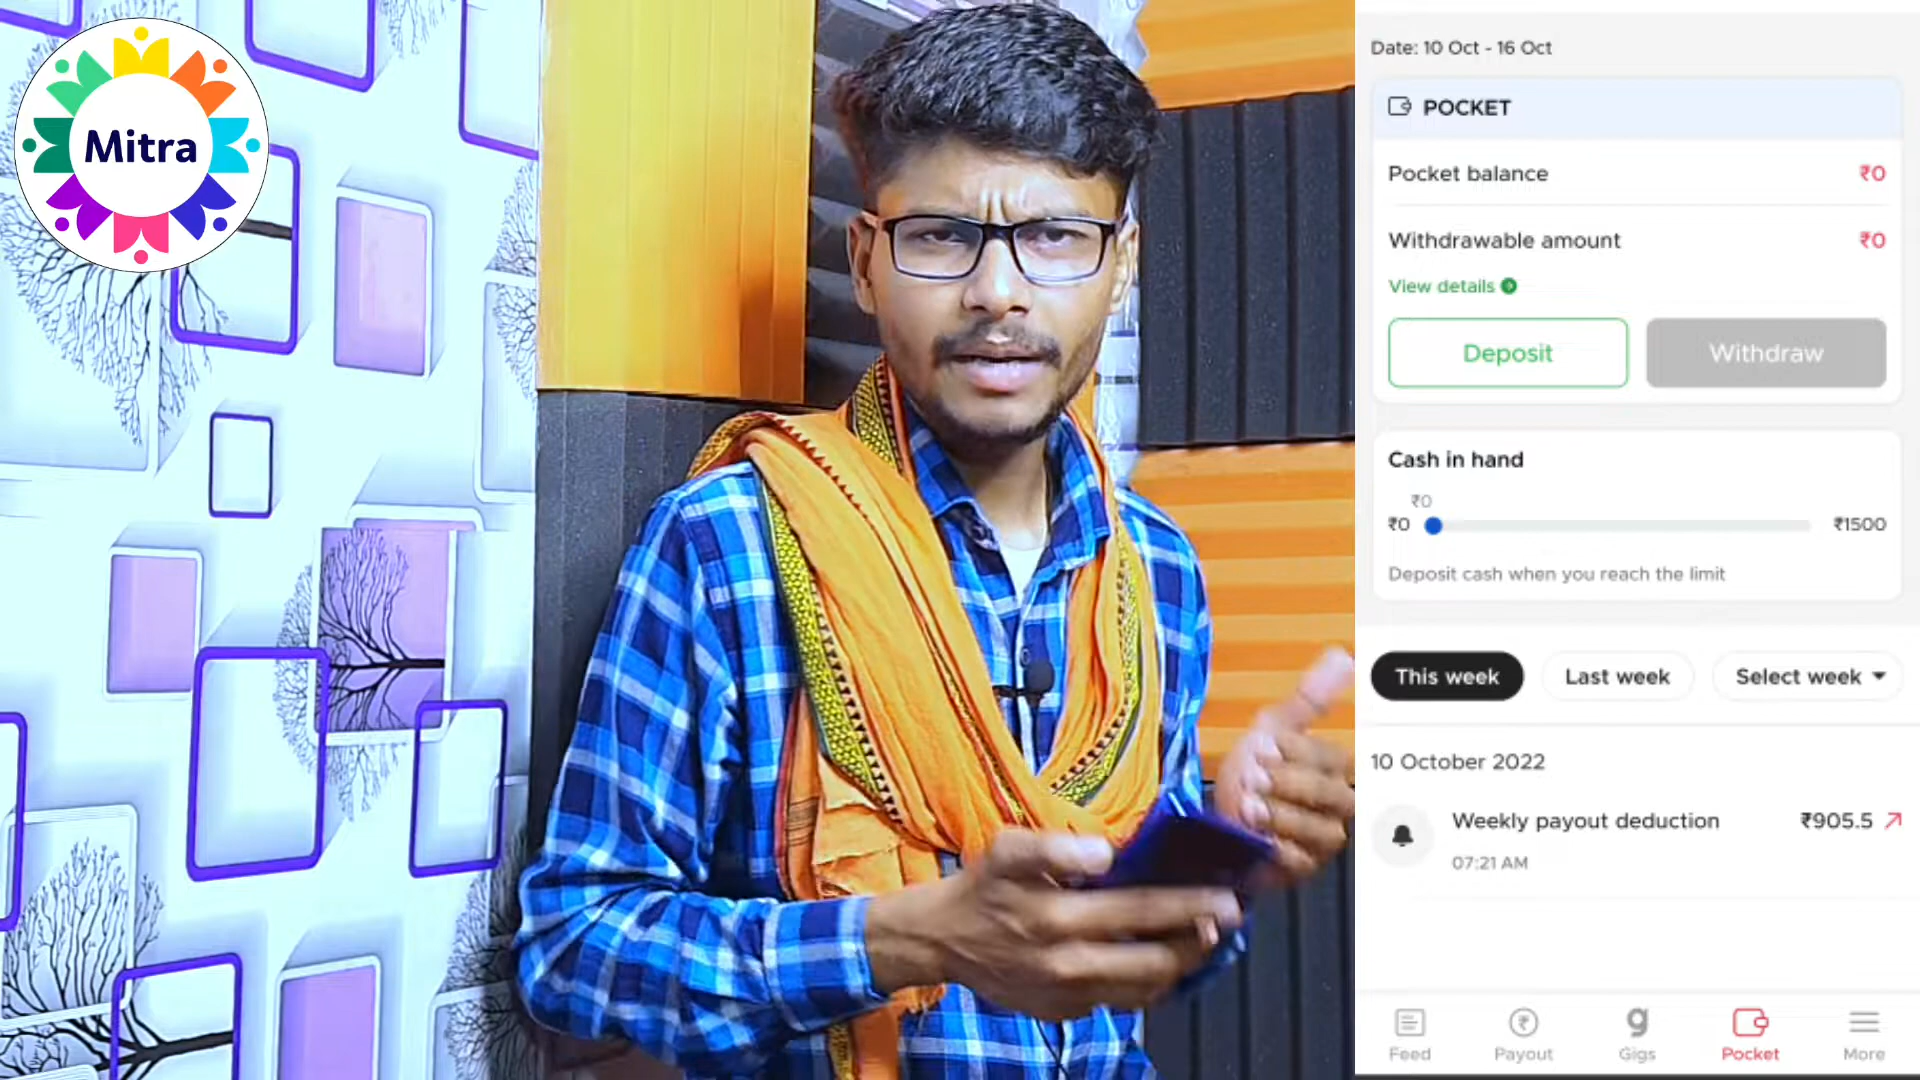 Mitra
Date: 10 Oct - 16 Oct
POCKET
Pocket balance ₹0
Withdrawable amount ₹0
View details
Deposit Withdraw
Cash in hand
₹0
₹0 ₹1500
Deposit cash when you reach the limit
This week Last week Select week
10 October 2022
Weekly payout deduction ₹905.5
07:21 AM
Feed Payout Gigs Pocket More